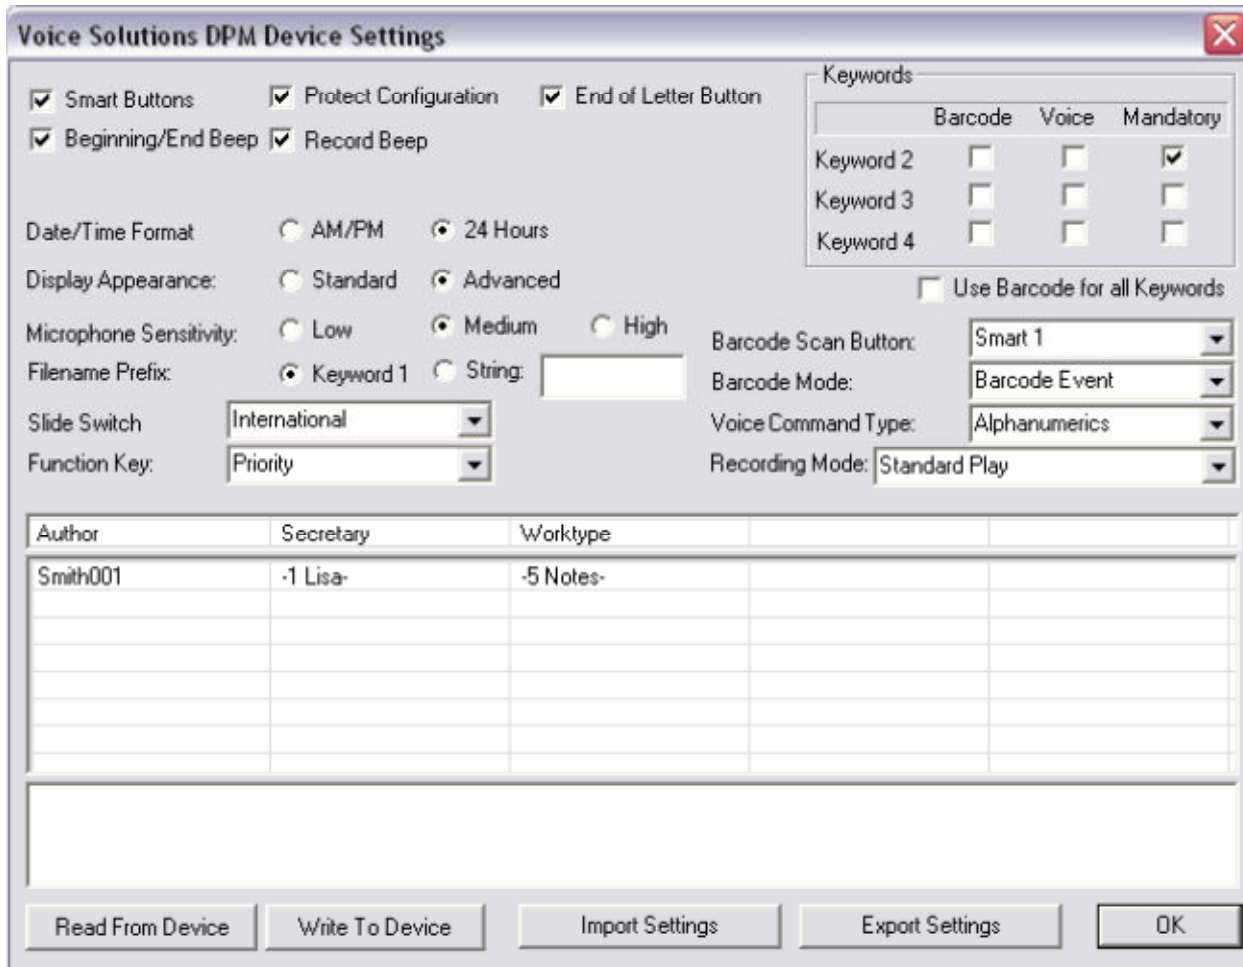 Voice Solutions DPM Device Settings
Smart Buttons Protect Configuration End of Letter Button
Beginning/End Beep Record Beep
Keywords
Barcode Voice Mandatory
Keyword 2
Keyword 3
Keyword 4
Use Barcode for all Keywords
Date/Time Format AM/PM 24 Hours
Display Appearance: Standard Advanced
Microphone Sensitivity: Low Medium High
Filename Prefix: Keyword 1 String:
Slide Switch International
Function Key: Priority
Barcode Scan Button: Smart 1
Barcode Mode: Barcode Event
Voice Command Type: Alphanumerics
Recording Mode: Standard Play
Author Secretary Worktype
Smith001 -1 Lisa- -5 Notes-
Read From Device Write To Device Import Settings Export Settings OK